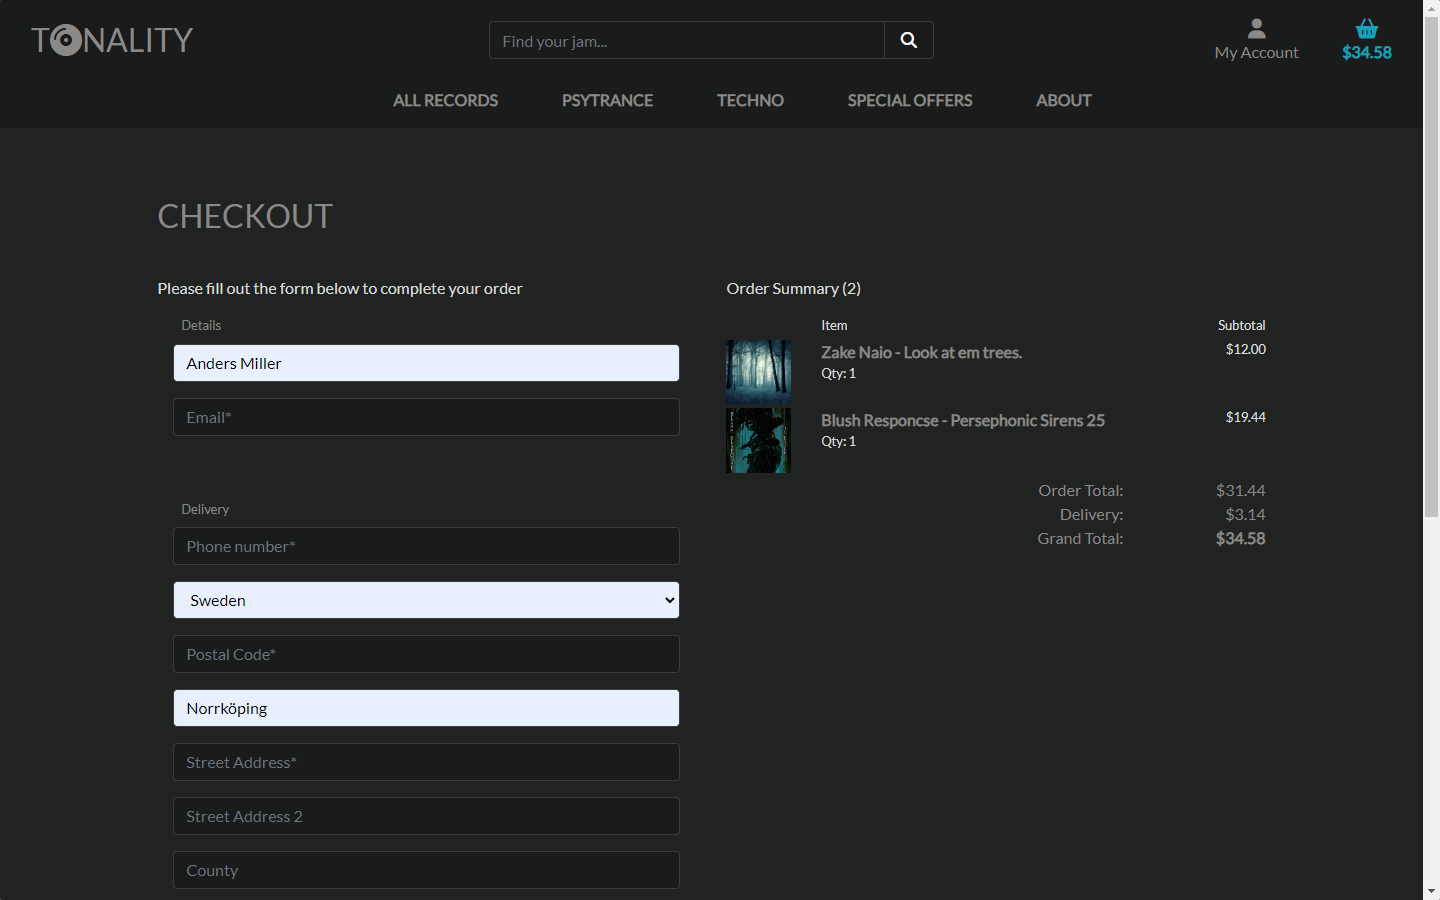 TONALITY
Find your jam...
My Account
$34.58
ALL RECORDS PSYTRANCE TECHNO SPECIAL OFFERS ABOUT
CHECKOUT
Please fill out the form below to complete your order
Details
Anders Miller
Email*
Delivery
Phone number*
Sweden
Postal Code*
Norrköping
Street Address*
Street Address 2
County
Order Summary (2)
Item Subtotal
Zake Naio - Look at em trees. $12.00
Qty: 1
Blush Responcse - Persephonic Sirens 25 $19.44
Qty: 1
Order Total: $31.44
Delivery: $3.14
Grand Total: $34.58